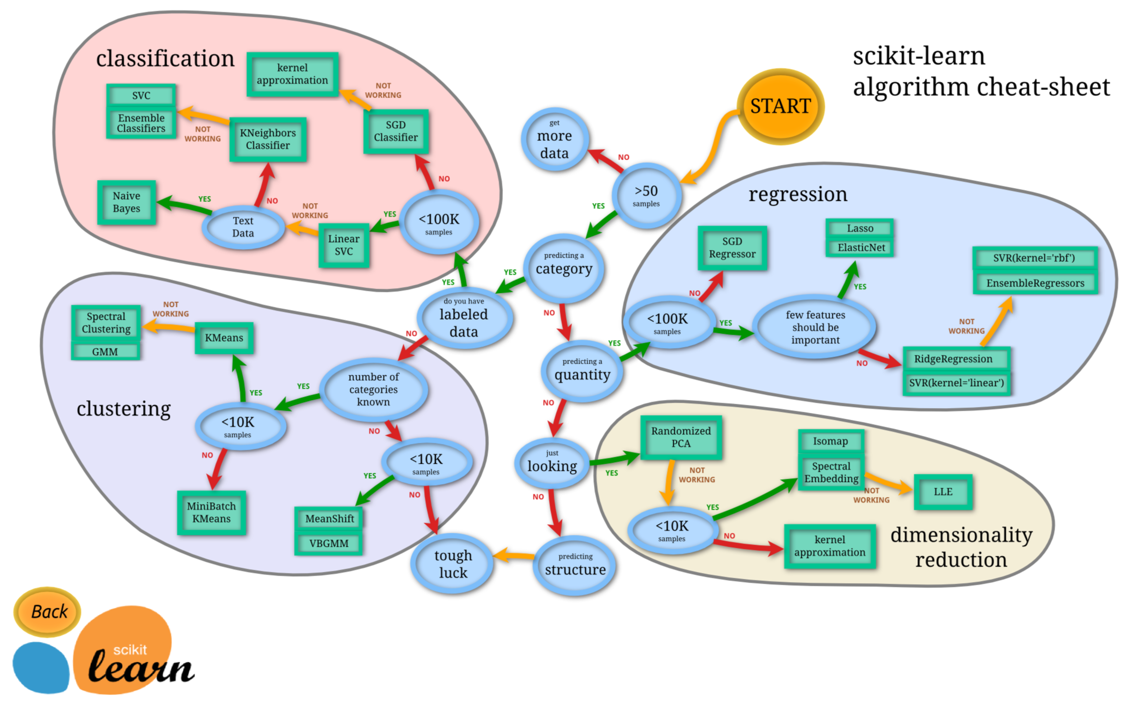 scikit-learn
algorithm cheat-sheet
START
get
more
data
NO
>50
samples
YES
predicting a
category
YES
NO
do you have
labeled
data
YES
NO
predicting a
quantity
YES
NO
just
looking
YES
NO
predicting
structure
tough
luck
classification
kernel
approximation
NOT
WORKING
SGD
Classifier
NO
<100K
samples
YES
Linear
SVC
NOT
WORKING
Text
Data
YES
NO
Naive
Bayes
KNeighbors
Classifier
NOT
WORKING
SVC
Ensemble
Classifiers
clustering
number of
categories
known
YES
NO
<10K
samples
YES
NO
KMeans
NOT
WORKING
Spectral
Clustering
GMM
MiniBatch
KMeans
<10K
samples
YES
NO
MeanShift
VBGMM
regression
<100K
samples
NO
YES
SGD
Regressor
few features
should be
important
YES
NO
Lasso
ElasticNet
RidgeRegression
SVR(kernel='linear')
NOT
WORKING
SVR(kernel='rbf')
EnsembleRegressors
dimensionality
reduction
Randomized
PCA
NOT
WORKING
<10K
samples
YES
NO
Isomap
Spectral
Embedding
NOT
WORKING
LLE
kernel
approximation
Back
scikit
learn